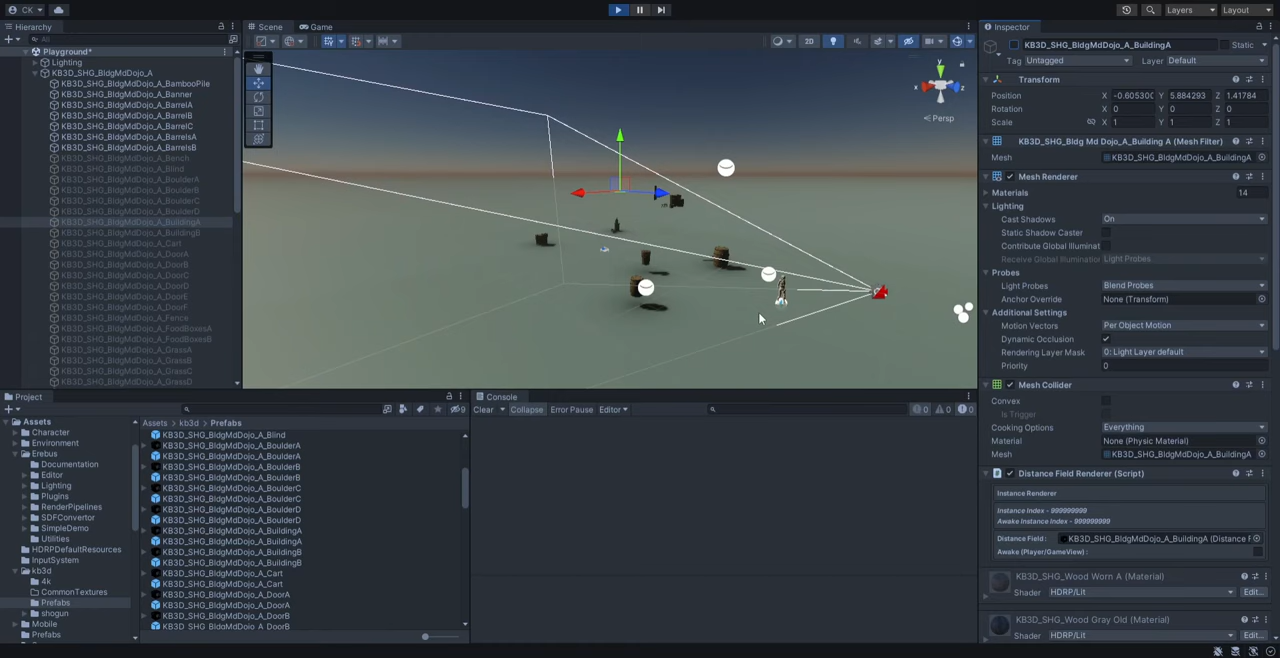 CK
Layers
Layout
Hierarchy
All
Playground*
Lighting
KB3D_SHG_BldgMdDojo_A
KB3D_SHG_BldgMdDojo_A_BambooPile
KB3D_SHG_BldgMdDojo_A_Banner
KB3D_SHG_BldgMdDojo_A_BarrelA
KB3D_SHG_BldgMdDojo_A_BarrelB
KB3D_SHG_BldgMdDojo_A_BarrelC
KB3D_SHG_BldgMdDojo_A_BarrelsA
KB3D_SHG_BldgMdDojo_A_BarrelsB
KB3D_SHG_BldgMdDojo_A_Bench
KB3D_SHG_BldgMdDojo_A_Blind
KB3D_SHG_BldgMdDojo_A_BoulderA
KB3D_SHG_BldgMdDojo_A_BoulderB
KB3D_SHG_BldgMdDojo_A_BoulderC
KB3D_SHG_BldgMdDojo_A_BoulderD
KB3D_SHG_BldgMdDojo_A_BuildingA
KB3D_SHG_BldgMdDojo_A_BuildingB
KB3D_SHG_BldgMdDojo_A_Cart
KB3D_SHG_BldgMdDojo_A_DoorA
KB3D_SHG_BldgMdDojo_A_DoorB
KB3D_SHG_BldgMdDojo_A_DoorC
KB3D_SHG_BldgMdDojo_A_DoorD
KB3D_SHG_BldgMdDojo_A_DoorE
KB3D_SHG_BldgMdDojo_A_DoorF
KB3D_SHG_BldgMdDojo_A_Fence
KB3D_SHG_BldgMdDojo_A_FoodBoxesA
KB3D_SHG_BldgMdDojo_A_FoodBoxesB
KB3D_SHG_BldgMdDojo_A_GrassA
KB3D_SHG_BldgMdDojo_A_GrassB
KB3D_SHG_BldgMdDojo_A_GrassC
KB3D_SHG_BldgMdDojo_A_GrassD
Scene Game
2D
y
x z
Persp
Inspector
KB3D_SHG_BldgMdDojo_A_BuildingA Static
Tag Untagged Layer Default
Transform
Position X -0.605300 Y 5.884293 Z 1.41784
Rotation X 0 Y 0 Z 0
Scale X 1 Y 1 Z 1
KB3D_SHG_Bldg Md Dojo_A_Building A (Mesh Filter)
Mesh KB3D_SHG_BldgMdDojo_A_BuildingA
Mesh Renderer
Materials 14
Lighting
Cast Shadows On
Static Shadow Caster
Contribute Global Illuminat
Receive Global Illumination Light Probes
Probes
Light Probes Blend Probes
Anchor Override None (Transform)
Additional Settings
Motion Vectors Per Object Motion
Dynamic Occlusion
Rendering Layer Mask 0: Light Layer default
Priority 0
Mesh Collider
Convex
Is Trigger
Cooking Options Everything
Material None (Physic Material)
Mesh KB3D_SHG_BldgMdDojo_A_BuildingA
Distance Field Renderer (Script)
Instance Renderer
Instance Index - 999999999
Awake Instance Index - 999999999
Distance Field : KB3D_SHG_BldgMdDojo_A_BuildingA (Distance F
Awake (Player/GameView) :
KB3D_SHG_Wood Worn A (Material)
Shader HDRP/Lit Edit...
KB3D_SHG_Wood Gray Old (Material)
Shader HDRP/Lit Edit...
Project
9
Assets
Character
Environment
Erebus
Documentation
Editor
Lighting
Plugins
RenderPipelines
SDFConvertor
SimpleDemo
Utilities
HDRPDefaultResources
InputSystem
kb3d
4k
CommonTextures
Prefabs
shogun
Mobile
Prefabs
Assets > kb3d > Prefabs
KB3D_SHG_BldgMdDojo_A_Blind
KB3D_SHG_BldgMdDojo_A_BoulderA
KB3D_SHG_BldgMdDojo_A_BoulderA
KB3D_SHG_BldgMdDojo_A_BoulderB
KB3D_SHG_BldgMdDojo_A_BoulderB
KB3D_SHG_BldgMdDojo_A_BoulderC
KB3D_SHG_BldgMdDojo_A_BoulderC
KB3D_SHG_BldgMdDojo_A_BoulderD
KB3D_SHG_BldgMdDojo_A_BoulderD
KB3D_SHG_BldgMdDojo_A_BuildingA
KB3D_SHG_BldgMdDojo_A_BuildingA
KB3D_SHG_BldgMdDojo_A_BuildingB
KB3D_SHG_BldgMdDojo_A_BuildingB
KB3D_SHG_BldgMdDojo_A_Cart
KB3D_SHG_BldgMdDojo_A_Cart
KB3D_SHG_BldgMdDojo_A_DoorA
KB3D_SHG_BldgMdDojo_A_DoorA
KB3D_SHG_BldgMdDojo_A_DoorB
KB3D_SHG_BldgMdDojo_A_DoorB
Console
Clear Collapse Error Pause Editor 0 0 0